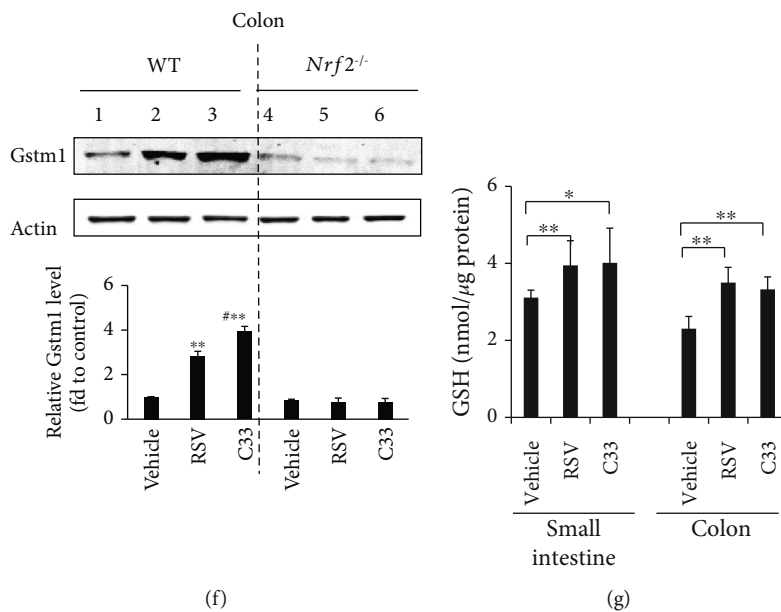 Colon
WT
Nrf2-/-
1 2 3 4 5 6
Gstm1
Actin
Relative Gstm1 level
(fd to control)
6
4
2
0
**
#**
Vehicle
RSV
C33
Vehicle
RSV
C33
(f)
GSH (nmol/μg protein)
6
4
2
0
*
**
**
**
Vehicle
RSV
C33
Vehicle
RSV
C33
Small
intestine
Colon
(g)